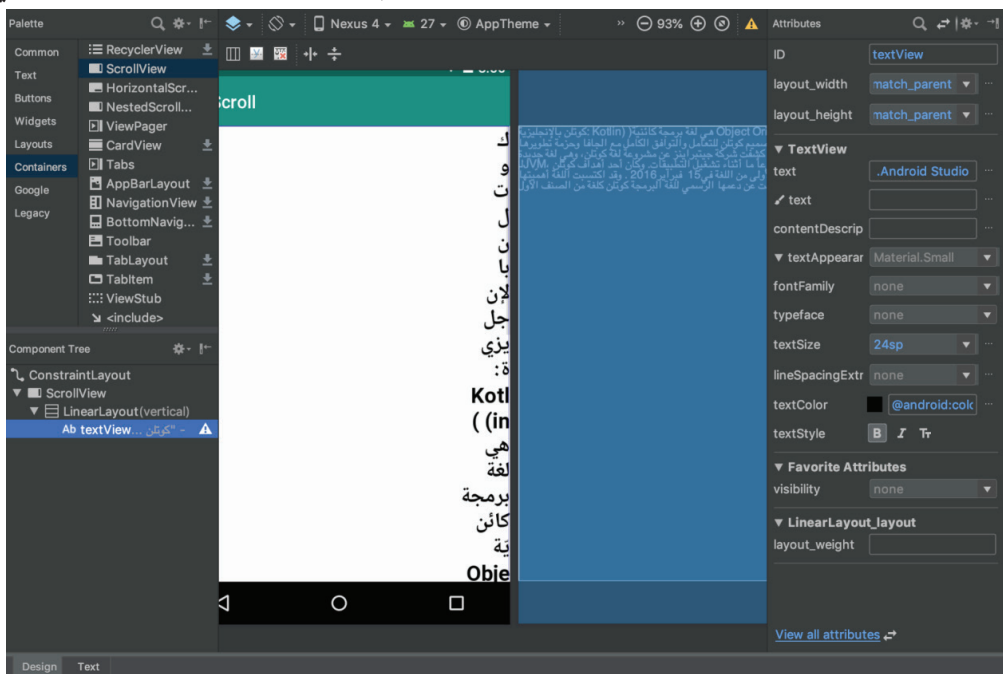 Palette
Common
Text
Buttons
Widgets
Layouts
Containers
Google
Legacy
RecyclerView
ScrollView
HorizontalScr...
NestedScroll...
ViewPager
CardView
Tabs
AppBarLayout
NavigationView
BottomNavig...
Toolbar
TabLayout
TabItem
ViewStub
<include>
Component Tree
ConstraintLayout
ScrollView
LinearLayout(vertical)
Ab textView... "كوتلن -
Nexus 4 27 AppTheme » 93%
Scroll
ك
و
ت
ل
ن
با
لإن
جل
يزي
ة:
Kotl
( (in
هي
لغة
برمجة
كائن
يّة
Obje
Attributes
ID textView
layout_width match_parent ...
layout_height match_parent ...
TextView
text .Android Studio ...
text ...
contentDescrip
textAppearar Material.Small
fontFamily none
typeface none
textSize 24sp ...
lineSpacingExtr none ...
textColor @android:colc ...
textStyle B I Tт
Favorite Attributes
visibility none
LinearLayout_layout
layout_weight
View all attributes
Design Text